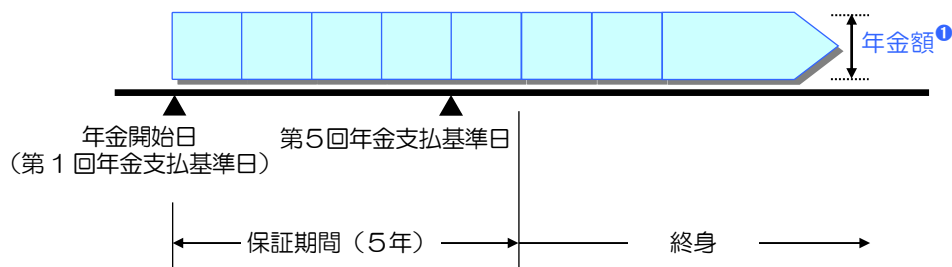 年金額❶
年金開始日
（第１回年金支払基準日）
第５回年金支払基準日
保証期間（５年）
終身